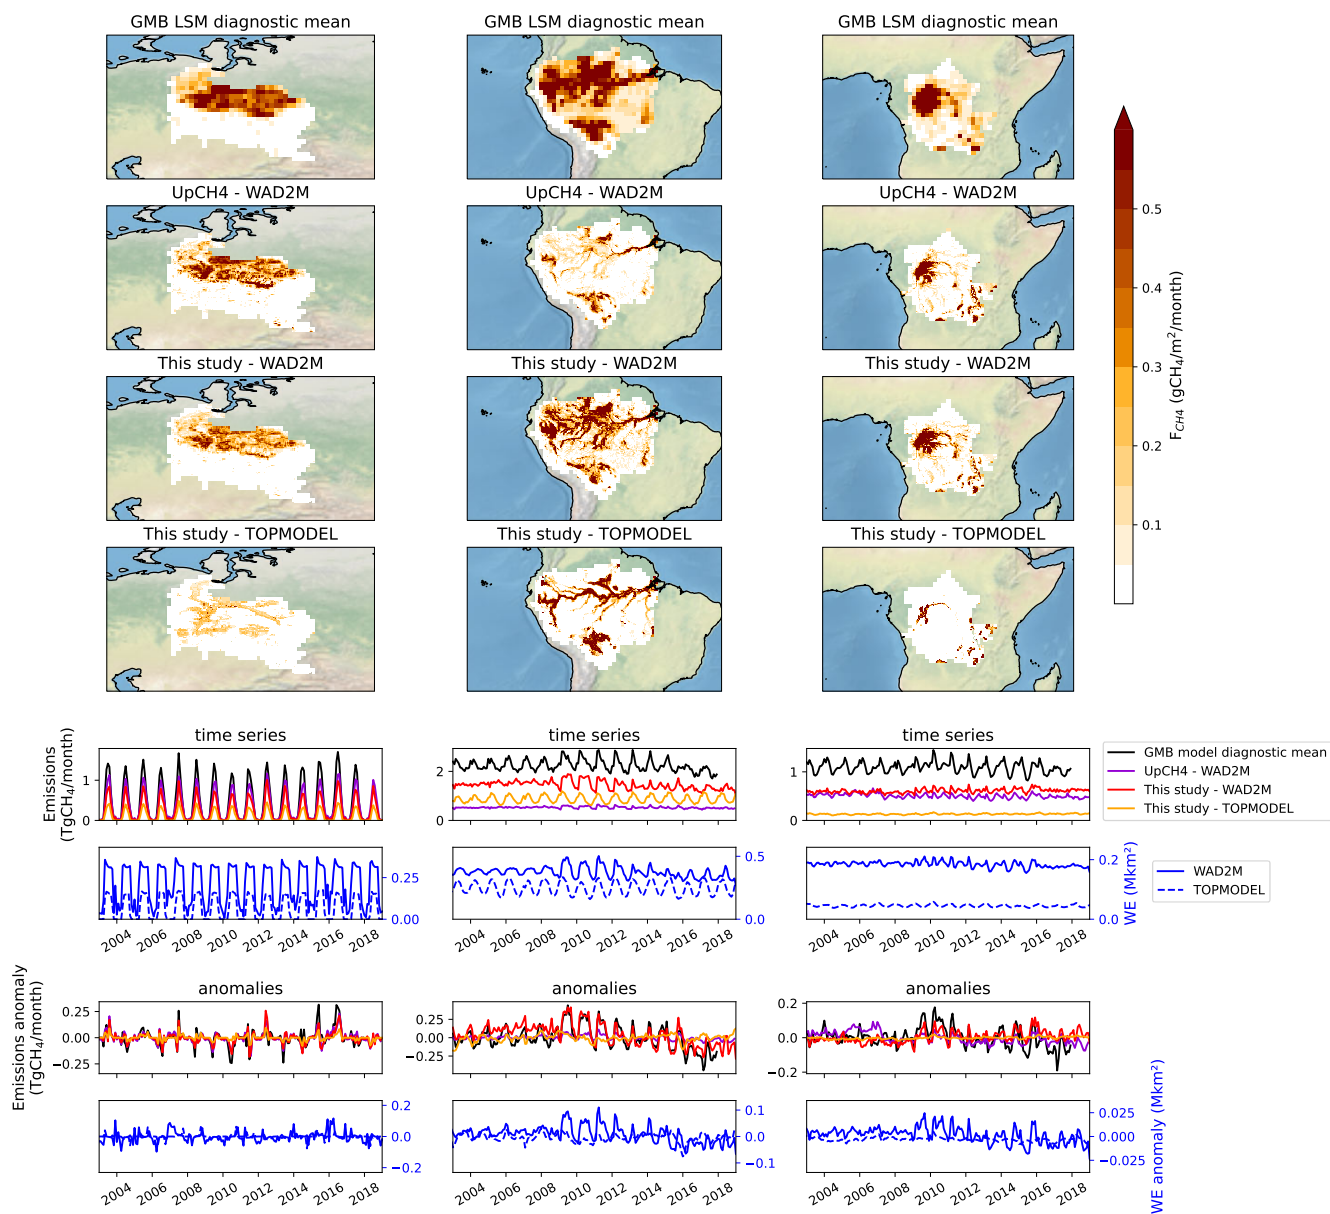 GMB LSM diagnostic mean
GMB LSM diagnostic mean
GMB LSM diagnostic mean
UpCH4 - WAD2M
UpCH4 - WAD2M
UpCH4 - WAD2M
This study - WAD2M
This study - WAD2M
This study - WAD2M
This study - TOPMODEL
This study - TOPMODEL
This study - TOPMODEL
0.5
0.4
0.3
0.2
0.1
F_CH4 (gCH₄/m²/month)
time series
time series
time series
Emissions
(TgCH₄/month)
1
0
2
0
1
0
GMB model diagnostic mean
UpCH4 - WAD2M
This study - WAD2M
This study - TOPMODEL
0.25
0.00
0.5
0.0
0.2
0.0
WE (Mkm²)
WAD2M
TOPMODEL
2004 2006 2008 2010 2012 2014 2016 2018
2004 2006 2008 2010 2012 2014 2016 2018
2004 2006 2008 2010 2012 2014 2016 2018
anomalies
anomalies
anomalies
Emissions anomaly
(TgCH₄/month)
0.25
0.00
−0.25
0.25
0.00
−0.25
0.2
0.0
−0.2
0.2
0.0
−0.2
0.1
0.0
−0.1
0.025
0.000
−0.025
WE anomaly (Mkm²)
2004 2006 2008 2010 2012 2014 2016 2018
2004 2006 2008 2010 2012 2014 2016 2018
2004 2006 2008 2010 2012 2014 2016 2018